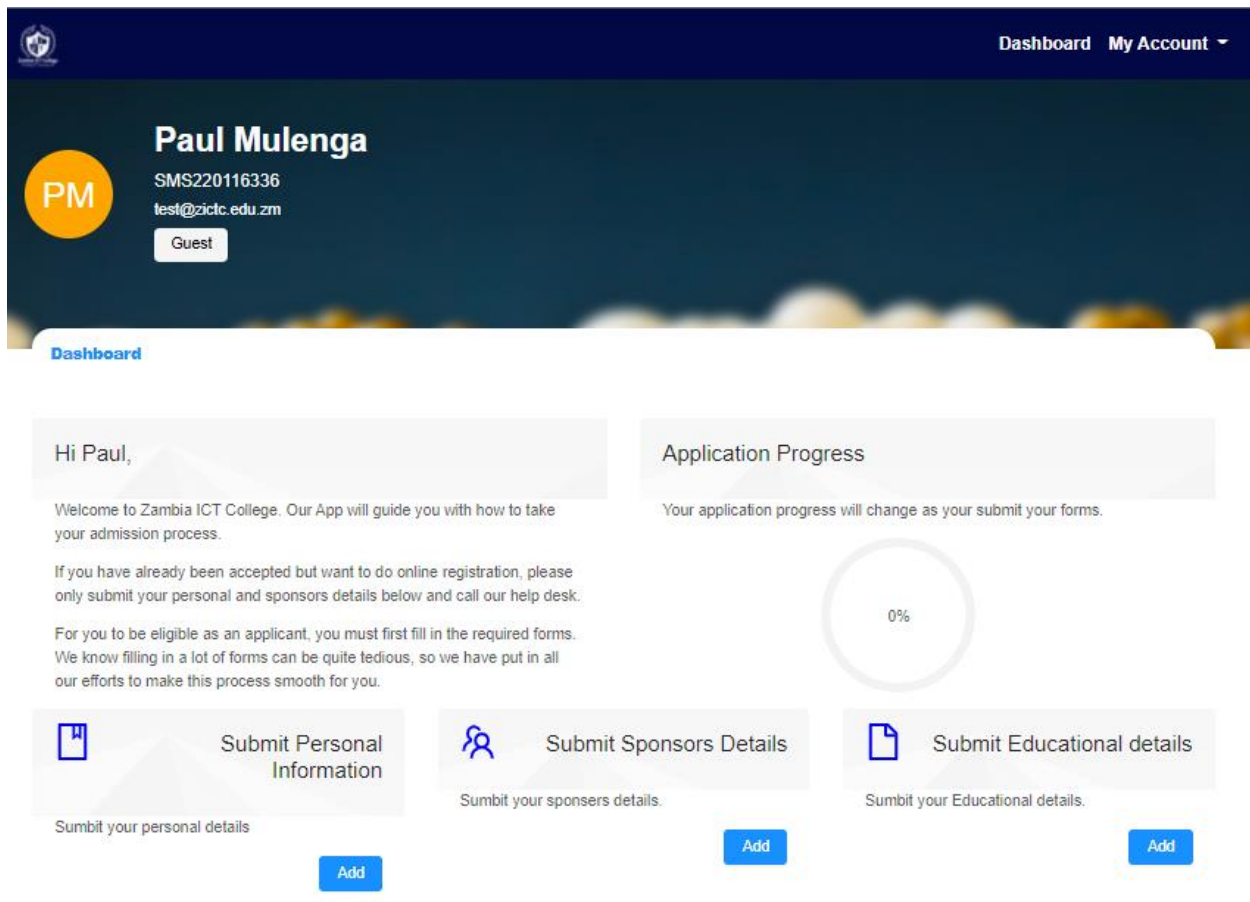 Dashboard My Account
Paul Mulenga
PM
SMS220116336
test@zictc.edu.zm
Guest
Dashboard
Hi Paul,
Welcome to Zambia ICT College. Our App will guide you with how to take
your admission process.
If you have already been accepted but want to do online registration, please
only submit your personal and sponsors details below and call our help desk.
For you to be eligible as an applicant, you must first fill in the required forms.
We know filling in a lot of forms can be quite tedious, so we have put in all
our efforts to make this process smooth for you.
Application Progress
Your application progress will change as your submit your forms.
0%
Submit Personal
Information
Sumbit your personal details
Add
Submit Sponsors Details
Sumbit your sponsers details.
Add
Submit Educational details
Sumbit your Educational details.
Add